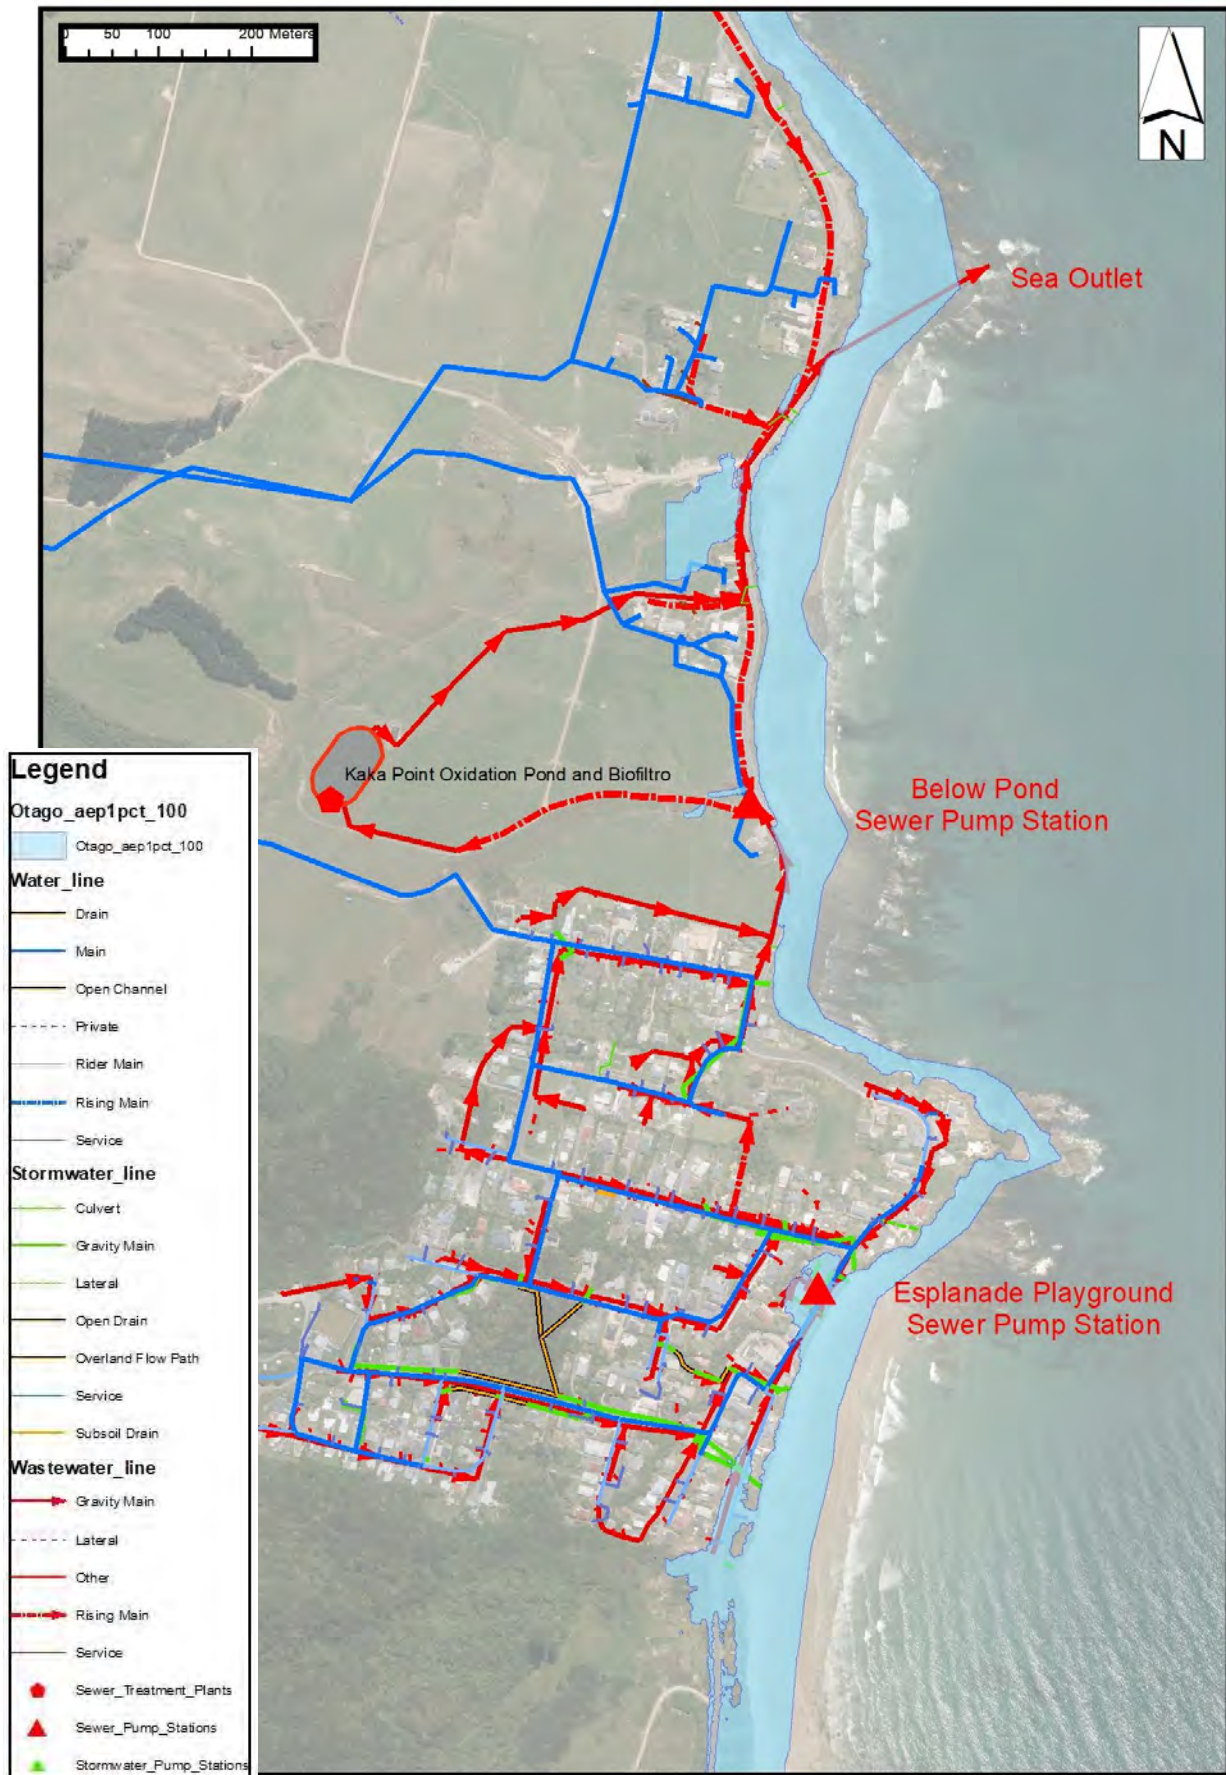 0 50 100 200 Meters
N
Sea Outlet
Kaka Point Oxidation Pond and Biofiltro
Below Pond
Sewer Pump Station
Esplanade Playground
Sewer Pump Station
Legend
Otago_aep1pct_100
Otago_aep1pct_100
Water_line
Drain
Main
Open Channel
Private
Rider Main
Rising Main
Service
Stormwater_line
Culvert
Gravity Main
Lateral
Open Drain
Overland Flow Path
Service
Subsoil Drain
Wastewater_line
Gravity Main
Lateral
Other
Rising Main
Service
Sewer_Treatment_Plants
Sewer_Pump_Stations
Stormwater_Pump_Stations